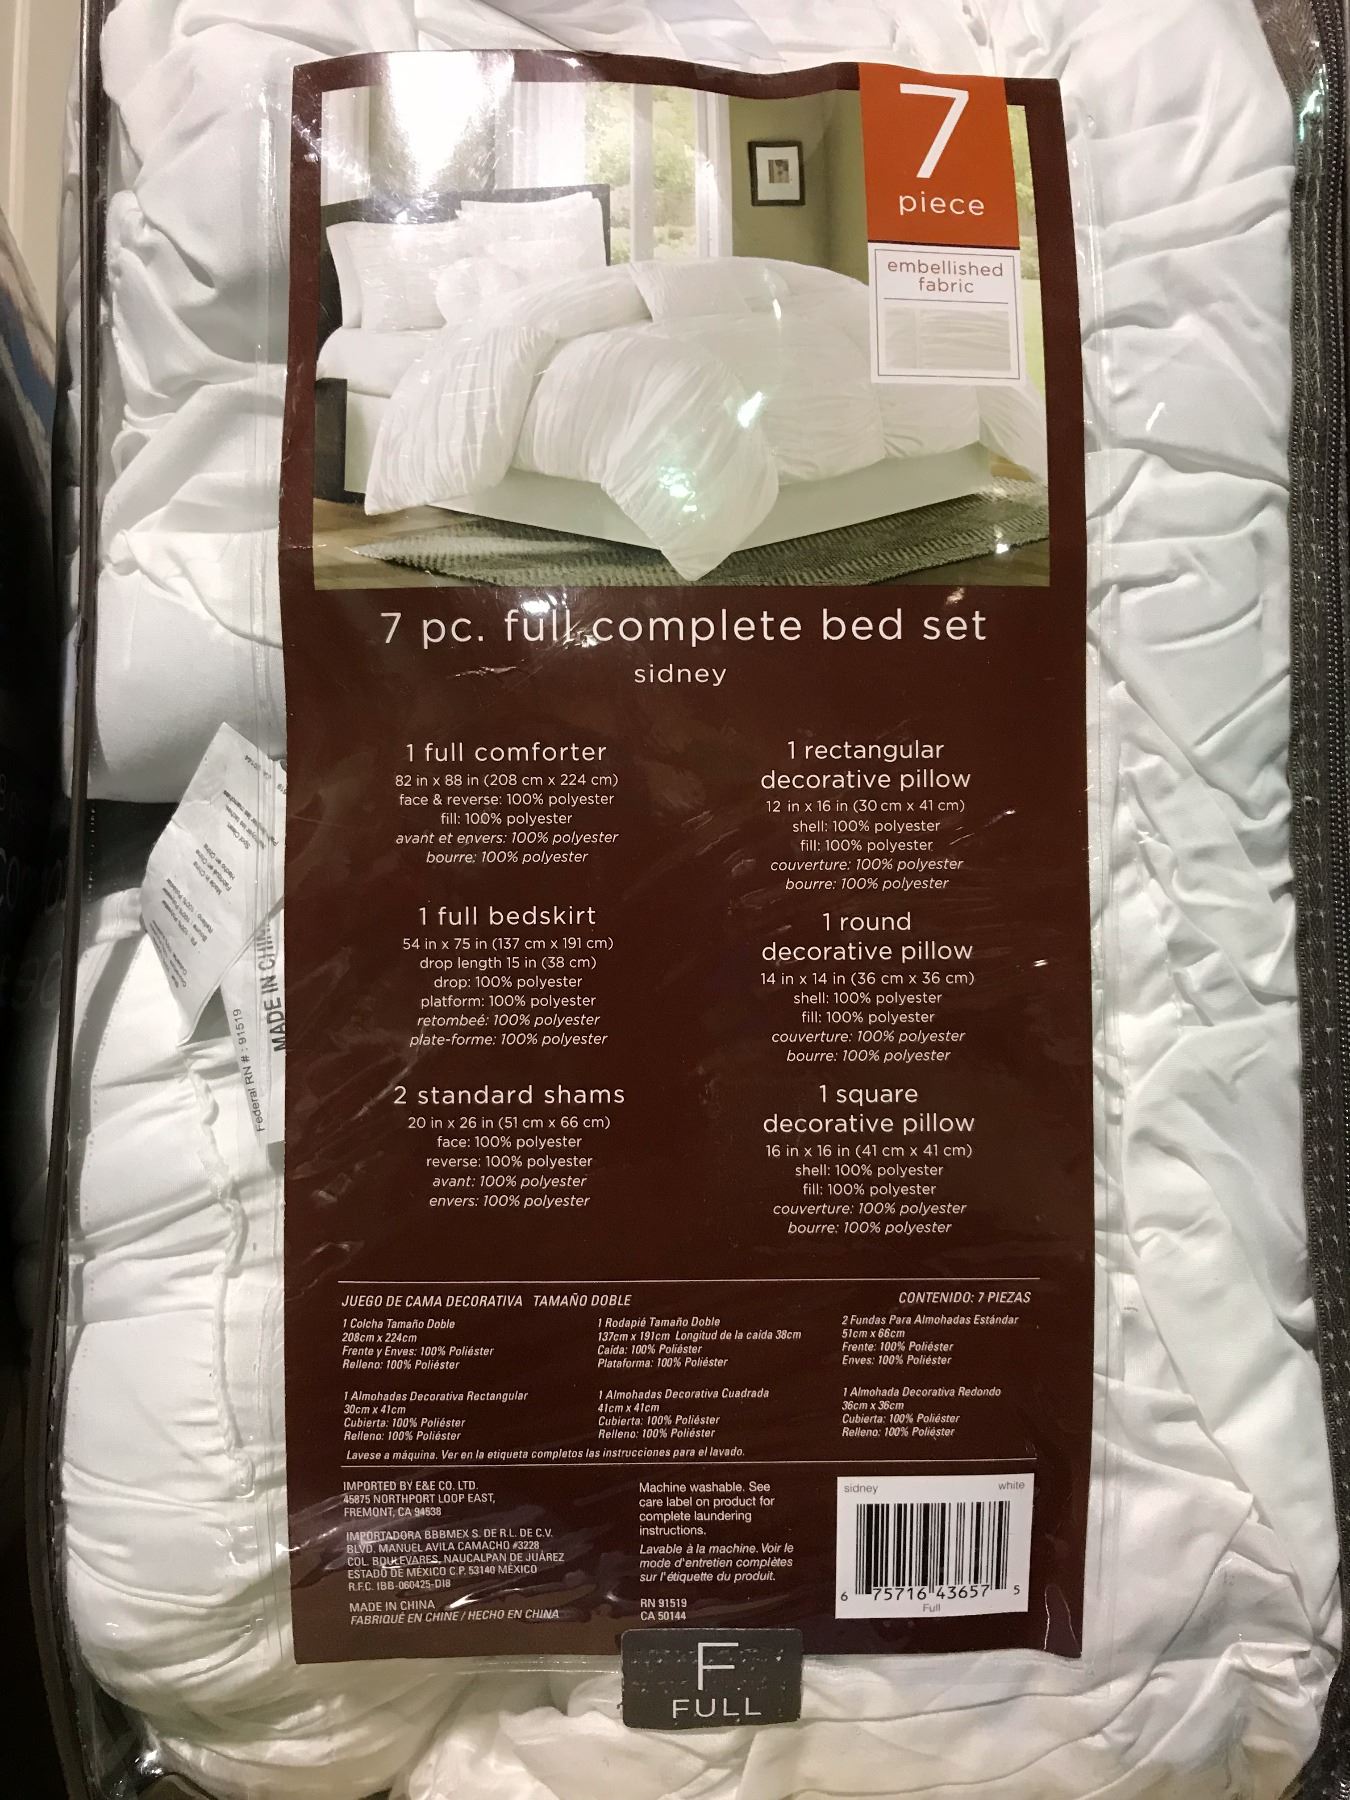 7
piece
embellished
fabric
7 pc. full complete bed set
sidney
1 full comforter
82 in x 88 in (208 cm x 224 cm)
face & reverse: 100% polyester
fill: 100% polyester
avant et envers: 100% polyester
bourre: 100% polyester
1 full bedskirt
54 in x 75 in (137 cm x 191 cm)
drop length 15 in (38 cm)
drop: 100% polyester
platform: 100% polyester
retombeé: 100% polyester
plate-forme: 100% polyester
2 standard shams
20 in x 26 in (51 cm x 66 cm)
face: 100% polyester
reverse: 100% polyester
avant: 100% polyester
envers: 100% polyester
1 rectangular
decorative pillow
12 in x 16 in (30 cm x 41 cm)
shell: 100% polyester
fill: 100% polyester
couverture: 100% polyester
bourre: 100% polyester
1 round
decorative pillow
14 in x 14 in (36 cm x 36 cm)
shell: 100% polyester
fill: 100% polyester
couverture: 100% polyester
bourre: 100% polyester
1 square
decorative pillow
16 in x 16 in (41 cm x 41 cm)
shell: 100% polyester
fill: 100% polyester
couverture: 100% polyester
bourre: 100% polyester
JUEGO DE CAMA DECORATIVA TAMAÑO DOBLE
CONTENIDO: 7 PIEZAS
1 Colcha Tamaño Doble
208cm x 224cm
Frente y Enves: 100% Poliéster
Relleno: 100% Poliéster
1 Rodapié Tamaño Doble
137cm x 191cm Longitud de la caida 38cm
Caída: 100% Poliéster
Plataforma: 100% Poliéster
2 Fundas Para Almohadas Estándar
51cm x 66cm
Frente: 100% Poliéster
Enves: 100% Poliéster
1 Almohadas Decorativa Rectangular
30cm x 41cm
Cubierta: 100% Poliéster
Relleno: 100% Poliéster
1 Almohadas Decorativa Cuadrada
41cm x 41cm
Cubierta: 100% Poliéster
Relleno: 100% Poliéster
1 Almohada Decorativa Redondo
36cm x 36cm
Cubierta: 100% Poliéster
Relleno: 100% Poliéster
Lavese a máquina. Ver en la etiqueta completos las instrucciones para el lavado.
IMPORTED BY E&E CO. LTD.
45875 NORTHPORT LOOP EAST,
FREMONT, CA 94538
IMPORTADORA BBBMEX S. DE R.L. DE C.V.
BLVD. MANUEL AVILA CAMACHO #3228
COL. BOULEVARES, NAUCALPAN DE JUÁREZ
ESTADO DE MÉXICO C.P. 53140 MÉXICO
R.F.C. IBB-060425-DI8
MADE IN CHINA
FABRIQUÉ EN CHINE / HECHO EN CHINA
Machine washable. See
care label on product for
complete laundering
instructions.
Lavable à la machine. Voir le
mode d'entretien complètes
sur l'étiquette du produit.
RN 91519
CA 50144
sidney white
6 75716 43657 5
Full
F
FULL
Federal RN # : 91519
MADE IN CHIN